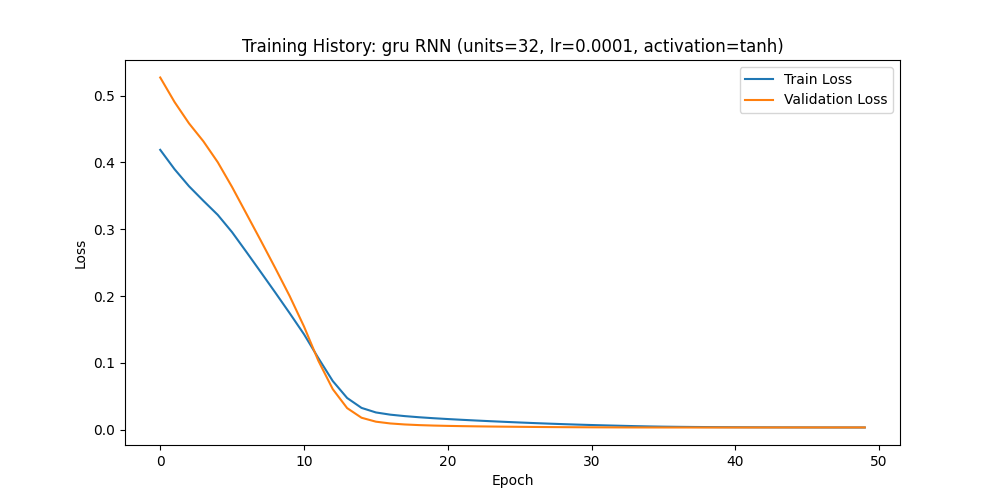 Training History: gru RNN (units=32, lr=0.0001, activation=tanh)
Train Loss
Validation Loss
Loss
0.5
0.4
0.3
0.2
0.1
0.0
0 10 20 30 40 50
Epoch